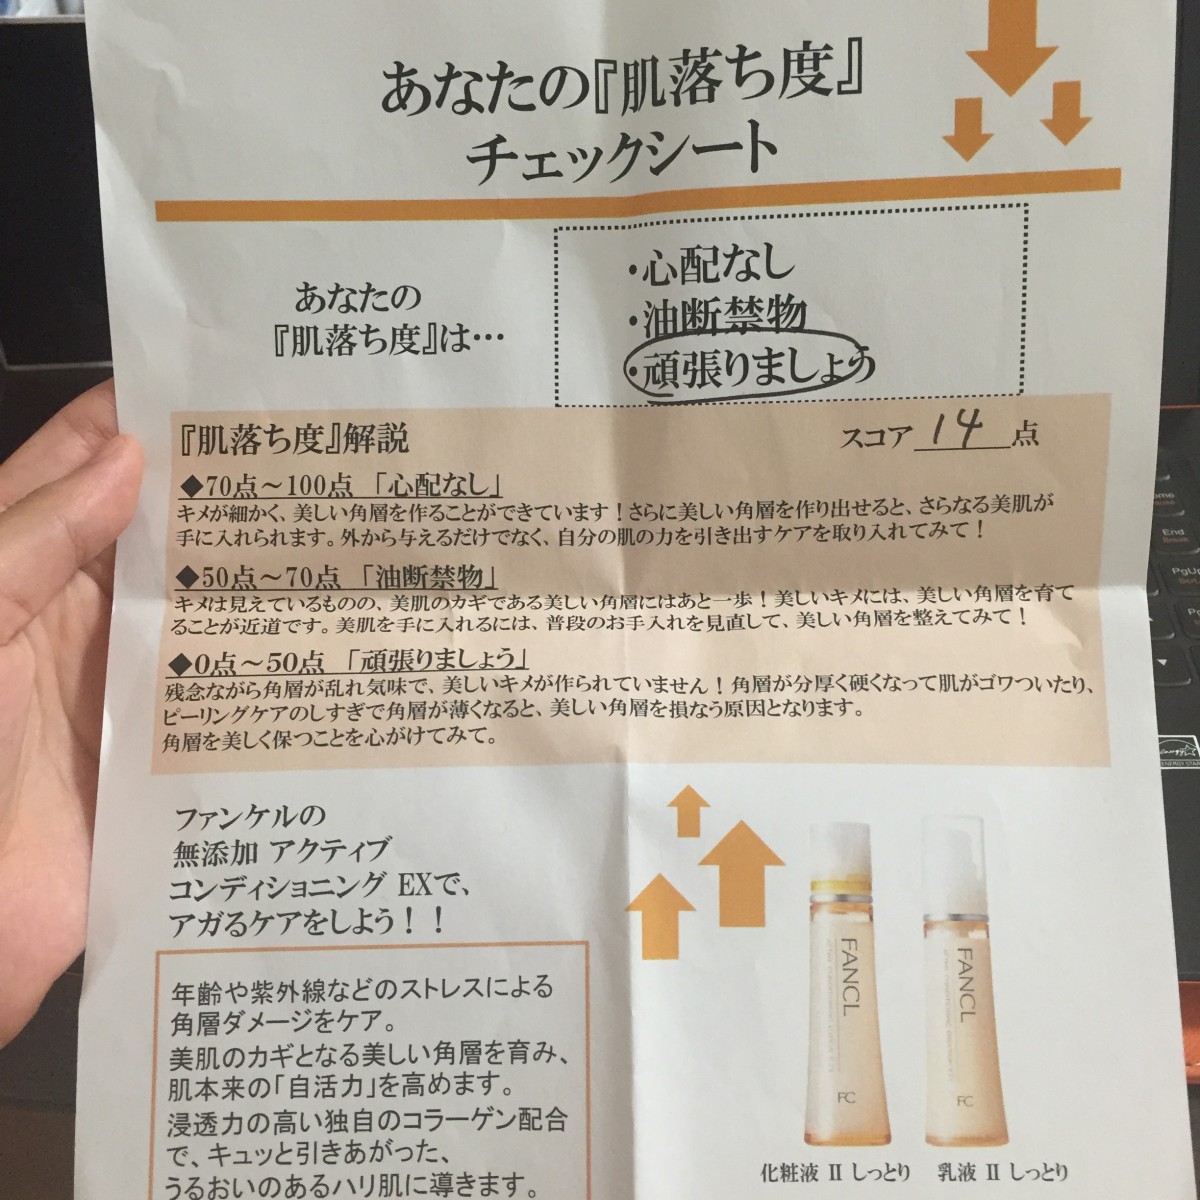 あなたの『肌落ち度』
チェックシート
あなたの
『肌落ち度』は…
・心配なし
・油断禁物
・頑張りましょう
『肌落ち度』解説
スコア 14 点
◆70点～100点 「心配なし」
キメが細かく、美しい角層を作ることができています！さらに美しい角層を作り出せると、さらなる美肌が
手に入れられます。外から与えるだけでなく、自分の肌の力を引き出すケアを取り入れてみて！
◆50点～70点 「油断禁物」
キメは見えているものの、美肌のカギである美しい角層にはあと一歩！美しいキメには、美しい角層を育て
ることが近道です。美肌を手に入れるには、普段のお手入れを見直して、美しい角層を整えてみて！
◆0点～50点 「頑張りましょう」
残念ながら角層が乱れ気味で、美しいキメが作られていません！角層が分厚く硬くなって肌がゴワついたり、
ピーリングケアのしすぎで角層が薄くなると、美しい角層を損なう原因となります。
角層を美しく保つことを心がけてみて。
ファンケルの
無添加 アクティブ
コンディショニング EXで、
アガるケアをしよう！！
年齢や紫外線などのストレスによる
角層ダメージをケア。
美肌のカギとなる美しい角層を育み、
肌本来の「自活力」を高めます。
浸透力の高い独自のコラーゲン配合
で、キュッと引きあがった、
うるおいのあるハリ肌に導きます。
FANCL
FC
FANCL
FC
化粧液 II しっとり
乳液 II しっとり
End
Break
PgUp
ENERGY STAR